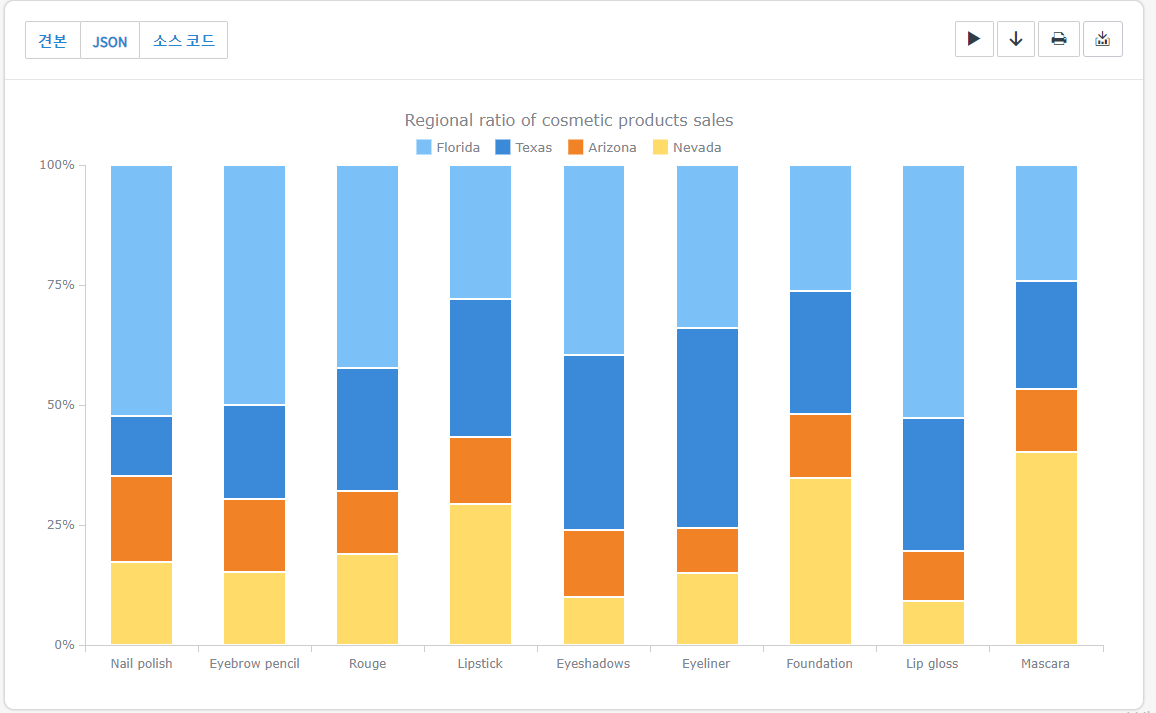 견본 JSON 소스 코드
Regional ratio of cosmetic products sales
Florida Texas Arizona Nevada
100%
75%
50%
25%
0%
Nail polish Eyebrow pencil Rouge Lipstick Eyeshadows Eyeliner Foundation Lip gloss Mascara